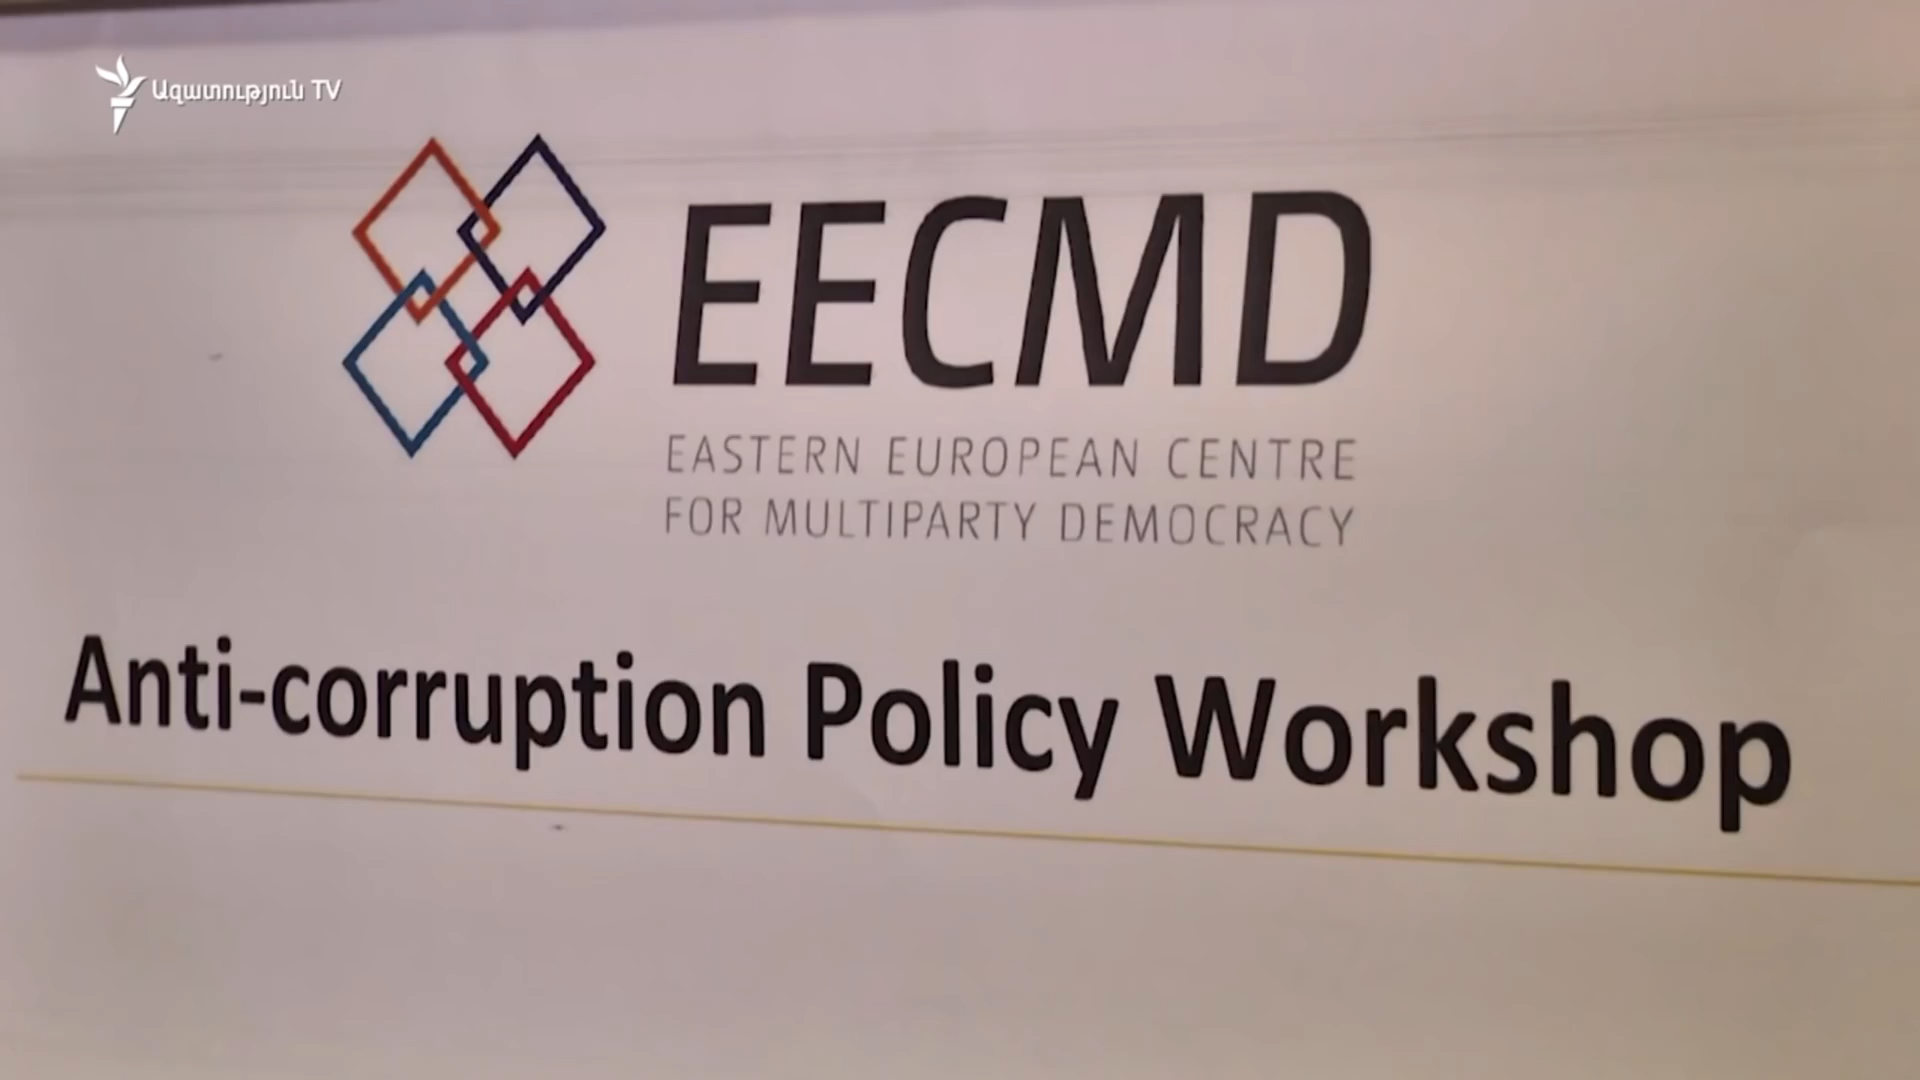 Ազատություն TV
EECMD
EASTERN EUROPEAN CENTRE
FOR MULTIPARTY DEMOCRACY
Anti-corruption Policy Workshop